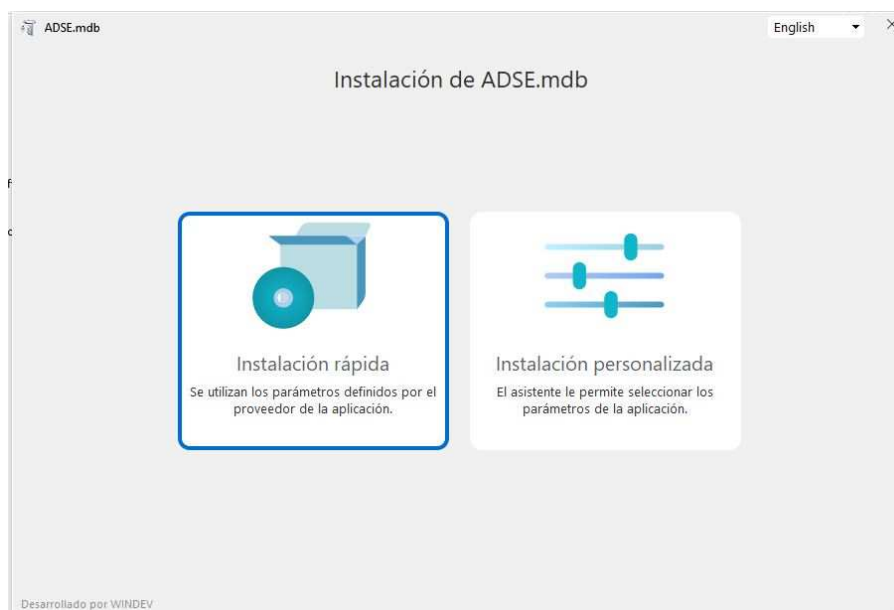 ADSE.mdb
English
Instalación de ADSE.mdb
Instalación rápida
Se utilizan los parámetros definidos por el
proveedor de la aplicación.
Instalación personalizada
El asistente le permite seleccionar los
parámetros de la aplicación.
Desarrollado por WINDEV